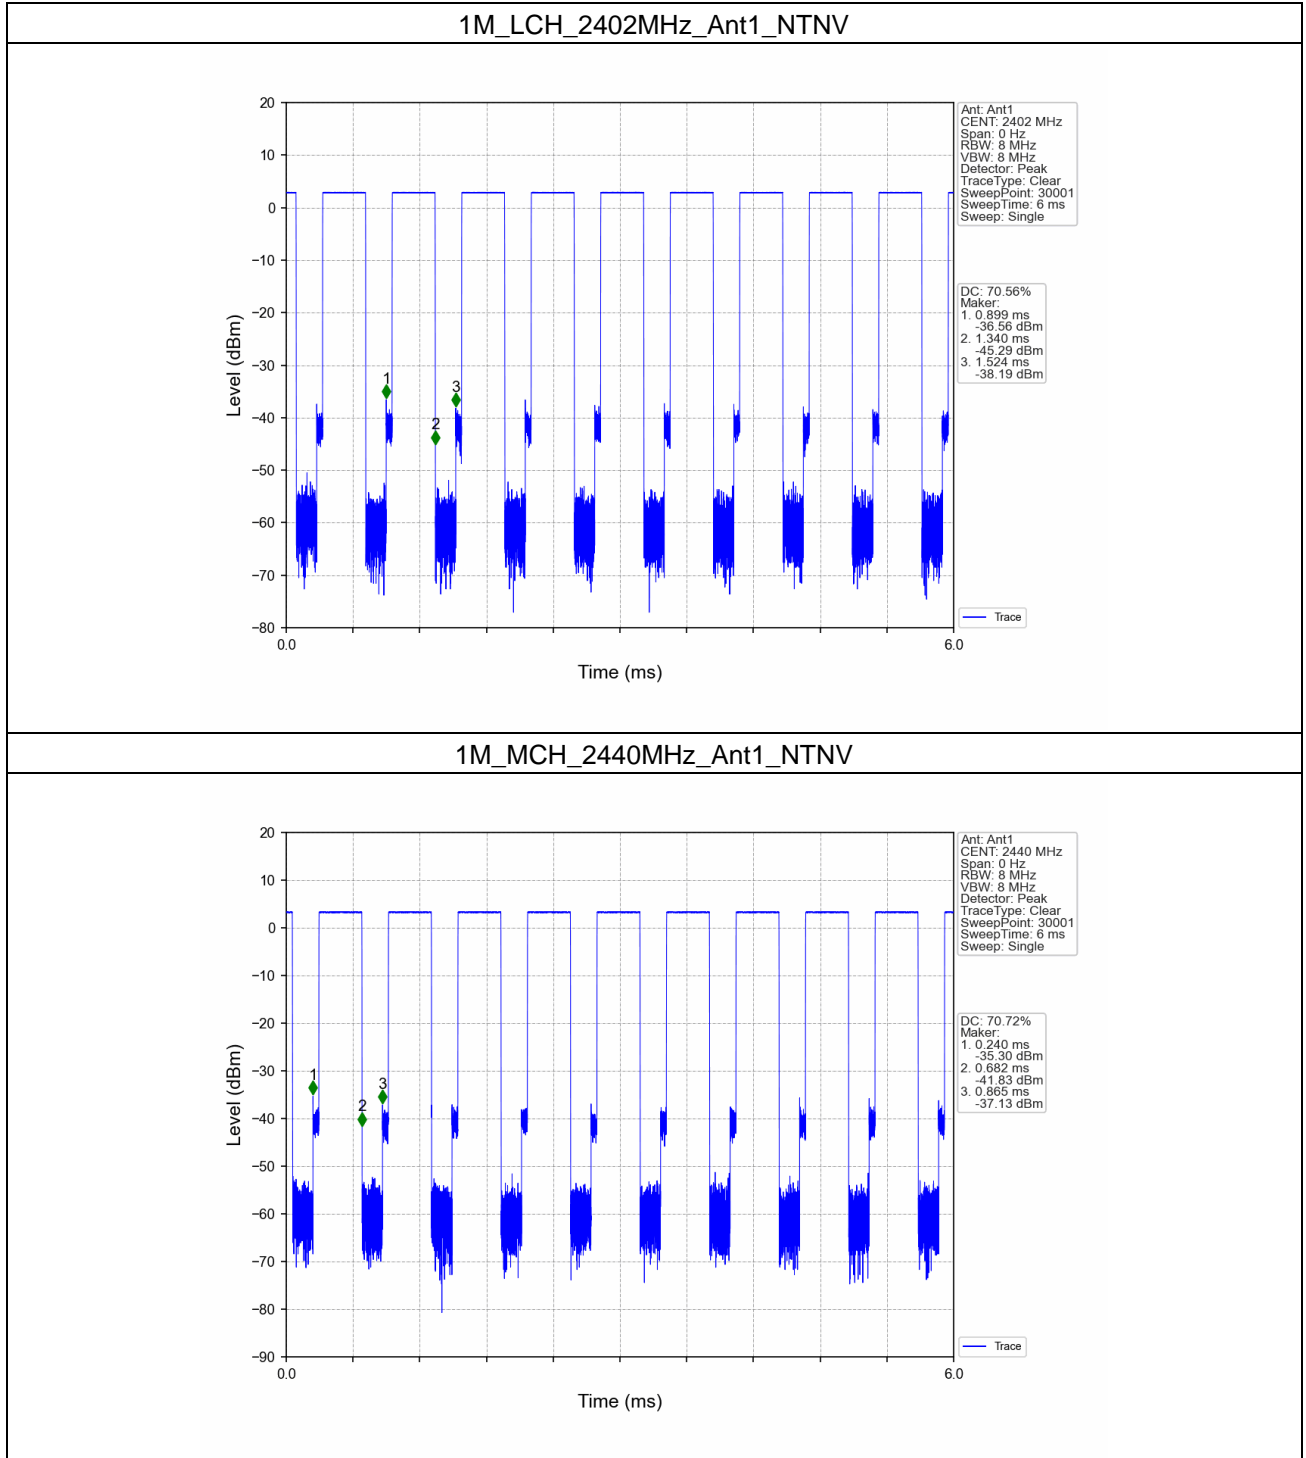 1M_LCH_2402MHz_Ant1_NTNV
20
10
0
−10
−20
−30
−40
−50
−60
−70
−80
Level (dBm)
1
2
3
0.0
6.0
Time (ms)
Ant: Ant1
CENT: 2402 MHz
Span: 0 Hz
RBW: 8 MHz
VBW: 8 MHz
Detector: Peak
TraceType: Clear
SweepPoint: 30001
SweepTime: 6 ms
Sweep: Single
DC: 70.56%
Maker:
1. 0.899 ms
-36.56 dBm
2. 1.340 ms
-45.29 dBm
3. 1.524 ms
-38.19 dBm
Trace
1M_MCH_2440MHz_Ant1_NTNV
20
10
0
−10
−20
−30
−40
−50
−60
−70
−80
−90
Level (dBm)
1
2
3
0.0
6.0
Time (ms)
Ant: Ant1
CENT: 2440 MHz
Span: 0 Hz
RBW: 8 MHz
VBW: 8 MHz
Detector: Peak
TraceType: Clear
SweepPoint: 30001
SweepTime: 6 ms
Sweep: Single
DC: 70.72%
Maker:
1. 0.240 ms
-35.30 dBm
2. 0.682 ms
-41.83 dBm
3. 0.865 ms
-37.13 dBm
Trace